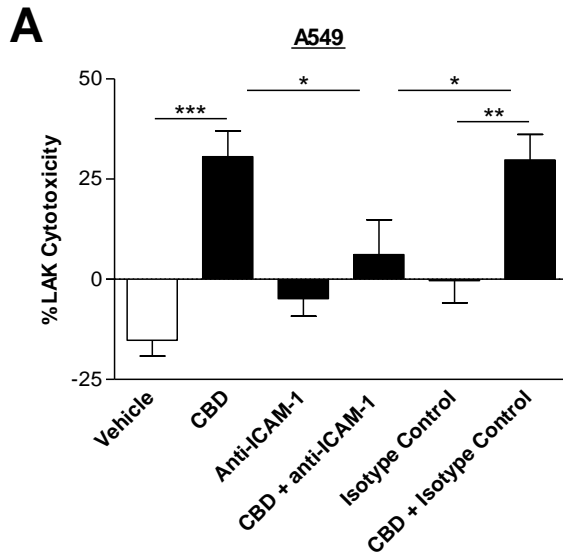 A
A549
50
25
0
-25
%LAK Cytotoxicity
***
*
*
**
Vehicle
CBD
Anti-ICAM-1
CBD + anti-ICAM-1
Isotype Control
CBD + Isotype Control